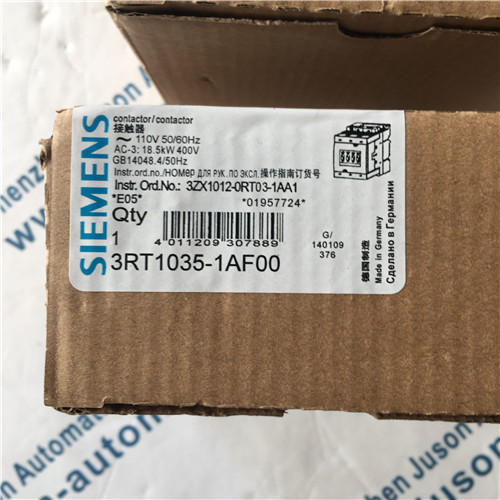 SIEMENS
contactor/contactor
接触器
~ 110V 50/60Hz
AC-3: 18.5kW 400V
GB14048.4/50Hz
Instr.ord.no./НОМЕР ДЛЯ РУК. ПО ЭКСЛ.操作指南订货号
Instr. Ord.No.: 3ZX1012-0RT03-1AA1
*E05* *01957724*
Qty
1
4 011209 307889
3RT1035-1AF00
G/
140109
376
德国制造
Made in Germany
Сделано в Германии